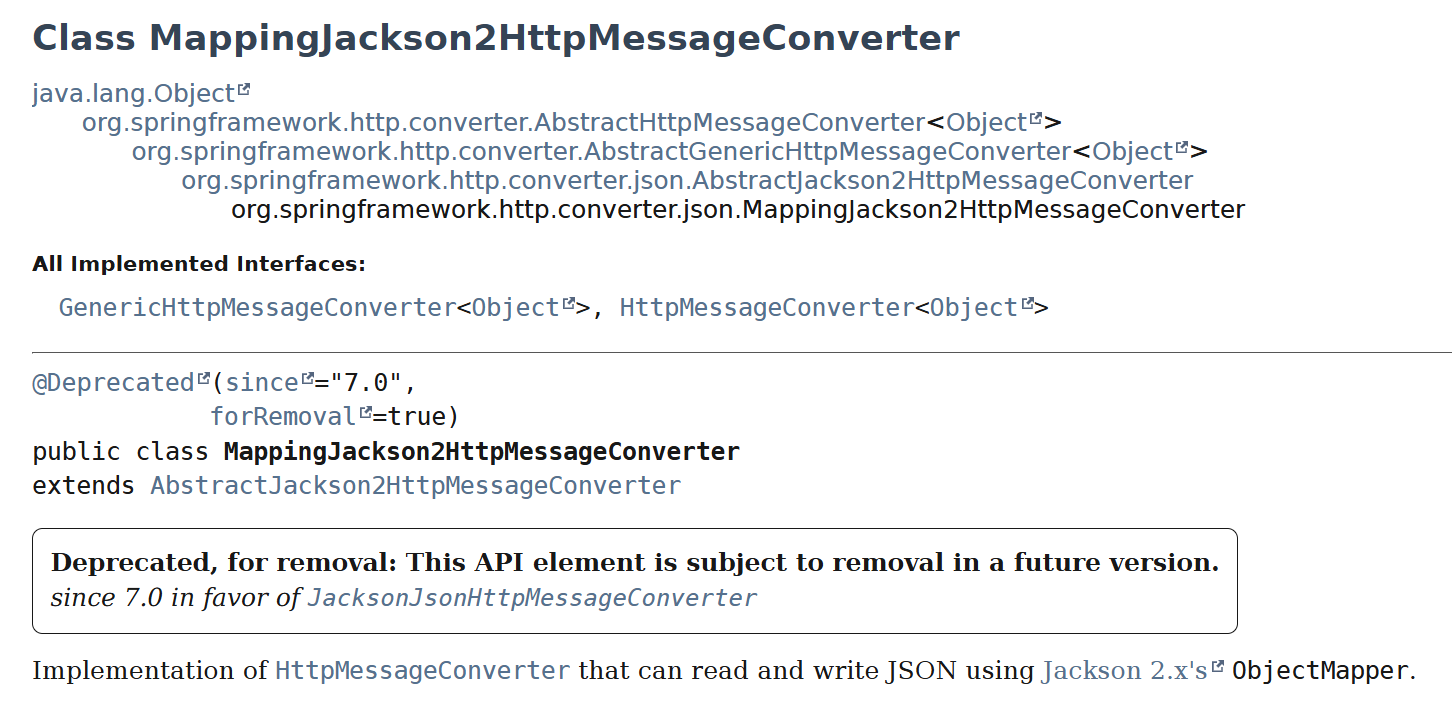 Class MappingJackson2HttpMessageConverter
java.lang.Object
org.springframework.http.converter.AbstractHttpMessageConverter<Object>
org.springframework.http.converter.AbstractGenericHttpMessageConverter<Object>
org.springframework.http.converter.json.AbstractJackson2HttpMessageConverter
org.springframework.http.converter.json.MappingJackson2HttpMessageConverter
All Implemented Interfaces:
GenericHttpMessageConverter<Object>, HttpMessageConverter<Object>
@Deprecated(since="7.0",
forRemoval=true)
public class MappingJackson2HttpMessageConverter
extends AbstractJackson2HttpMessageConverter
Deprecated, for removal: This API element is subject to removal in a future version.
since 7.0 in favor of JacksonJsonHttpMessageConverter
Implementation of HttpMessageConverter that can read and write JSON using Jackson 2.x's ObjectMapper.